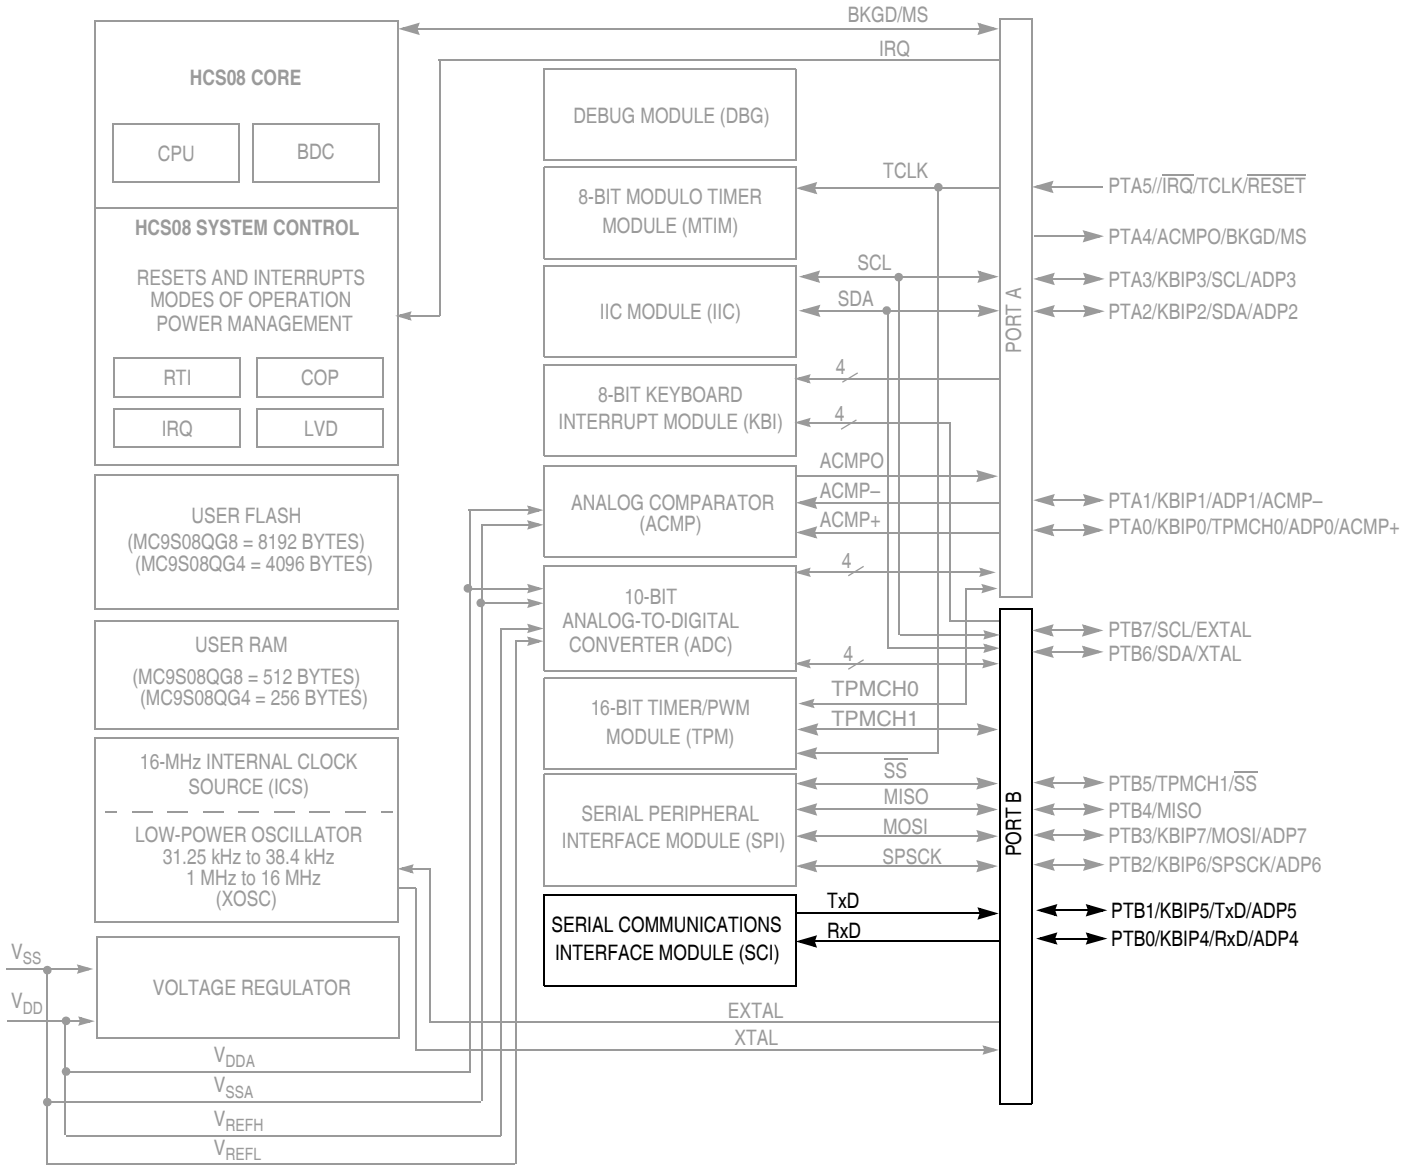 BKGD/MS
IRQ
HCS08 CORE
CPU
BDC
HCS08 SYSTEM CONTROL
RESETS AND INTERRUPTS
MODES OF OPERATION
POWER MANAGEMENT
RTI
COP
IRQ
LVD
USER FLASH
(MC9S08QG8 = 8192 BYTES)
(MC9S08QG4 = 4096 BYTES)
USER RAM
(MC9S08QG8 = 512 BYTES)
(MC9S08QG4 = 256 BYTES)
16-MHz INTERNAL CLOCK
SOURCE (ICS)
LOW-POWER OSCILLATOR
31.25 kHz to 38.4 kHz
1 MHz to 16 MHz
(XOSC)
VSS
VDD
VOLTAGE REGULATOR
VDDA
VSSA
VREFH
VREFL
DEBUG MODULE (DBG)
8-BIT MODULO TIMER
MODULE (MTIM)
TCLK
IIC MODULE (IIC)
SCL
SDA
8-BIT KEYBOARD
INTERRUPT MODULE (KBI)
4
4
ANALOG COMPARATOR
(ACMP)
ACMPO
ACMP–
ACMP+
10-BIT
ANALOG-TO-DIGITAL
CONVERTER (ADC)
4
4
16-BIT TIMER/PWM
MODULE (TPM)
TPMCH0
TPMCH1
SERIAL PERIPHERAL
INTERFACE MODULE (SPI)
SS
MISO
MOSI
SPSCK
SERIAL COMMUNICATIONS
INTERFACE MODULE (SCI)
TxD
RxD
EXTAL
XTAL
PORT A
PORT B
PTA5//IRQ/TCLK/RESET
PTA4/ACMPO/BKGD/MS
PTA3/KBIP3/SCL/ADP3
PTA2/KBIP2/SDA/ADP2
PTA1/KBIP1/ADP1/ACMP–
PTA0/KBIP0/TPMCH0/ADP0/ACMP+
PTB7/SCL/EXTAL
PTB6/SDA/XTAL
PTB5/TPMCH1/SS
PTB4/MISO
PTB3/KBIP7/MOSI/ADP7
PTB2/KBIP6/SPSCK/ADP6
PTB1/KBIP5/TxD/ADP5
PTB0/KBIP4/RxD/ADP4